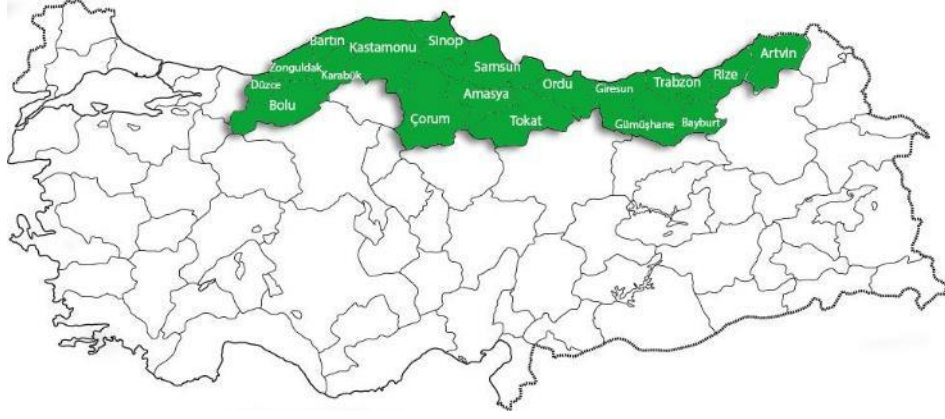 Bartın
Kastamonu
Sinop
Zonguldak
Karabük
Düzce
Bolu
Samsun
Amasya
Ordu
Çorum
Tokat
Giresun
Trabzon
Rize
Artvin
Gümüşhane
Bayburt